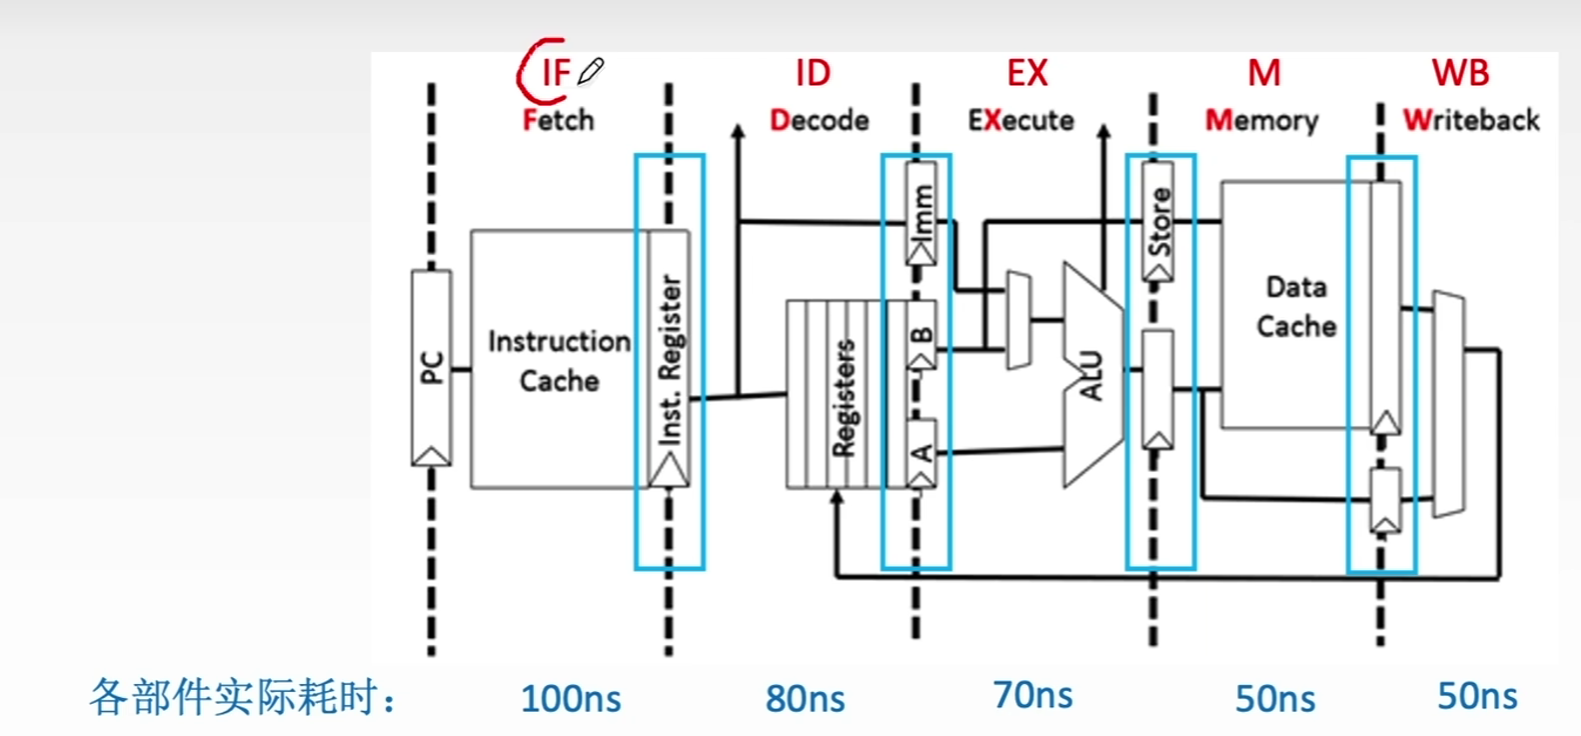 IF ID EX M WB
Fetch Decode EXecute Memory Writeback
PC
Instruction
Cache
Inst. Register
Registers
Imm
B
A
ALU
Store
Data
Cache
各部件实际耗时： 100ns 80ns 70ns 50ns 50ns